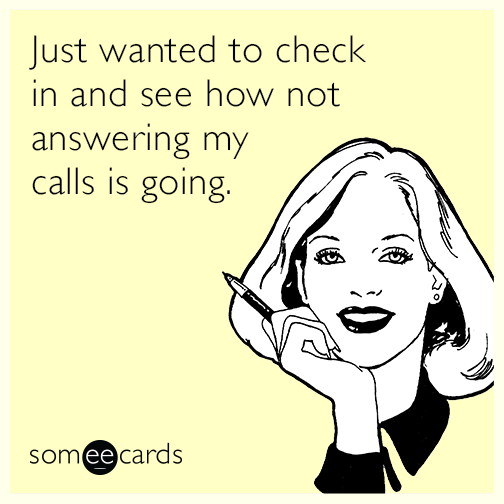 Just wanted to check
in and see how not
answering my
calls is going.
someecards